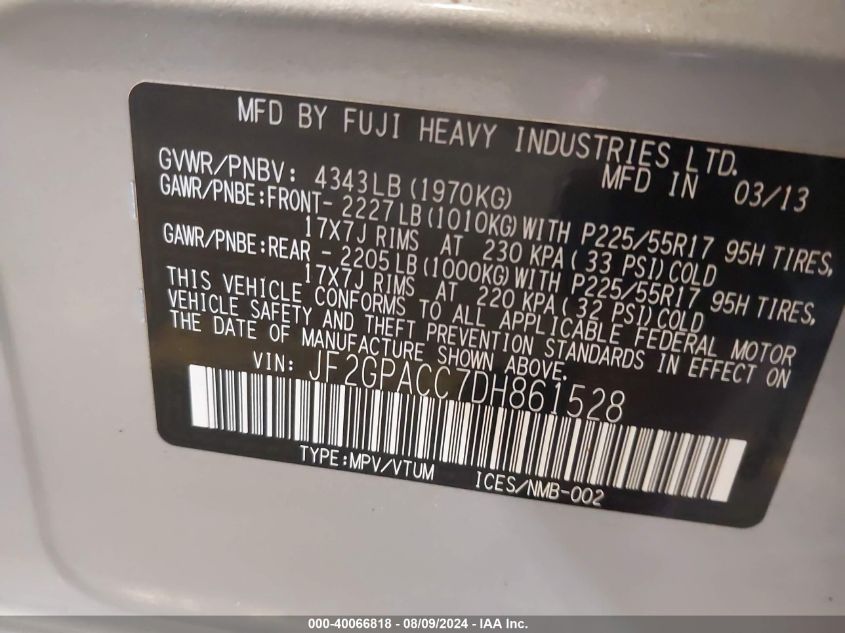 MFD BY FUJI HEAVY INDUSTRIES LTD.
GVWR/PNBV: 4343LB(1970KG) MFD IN 03/13
GAWR/PNBE:FRONT- 2227LB(1010KG)WITH P225/55R17 95H TIRES,
17X7J RIMS AT 230 KPA( 33 PSI)COLD
GAWR/PNBE:REAR - 2205LB(1000KG)WITH P225/55R17 95H TIRES,
17X7J RIMS AT 220 KPA( 32 PSI)COLD
THIS VEHICLE CONFORMS TO ALL APPLICABLE FEDERAL MOTOR
VEHICLE SAFETY AND THEFT PREVENTION STANDARDS IN EFFECT ON
THE DATE OF MANUFACTURE SHOWN ABOVE.
VIN: JF2GPACC7DH861528
TYPE:MPV/VTUM ICES/NMB-002
000-40066818 - 08/09/2024 - IAA Inc.